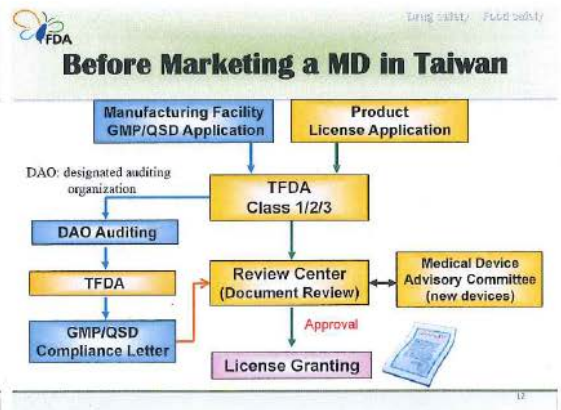 Drug safety Food safety
FDA
Before Marketing a MD in Taiwan
Manufacturing Facility
GMP/QSD Application
Product
License Application
DAO: designated auditing
organization
TFDA
Class 1/2/3
DAO Auditing
TFDA
Review Center
(Document Review)
Medical Device
Advisory Committee
(new devices)
GMP/QSD
Compliance Letter
Approval
License Granting
17